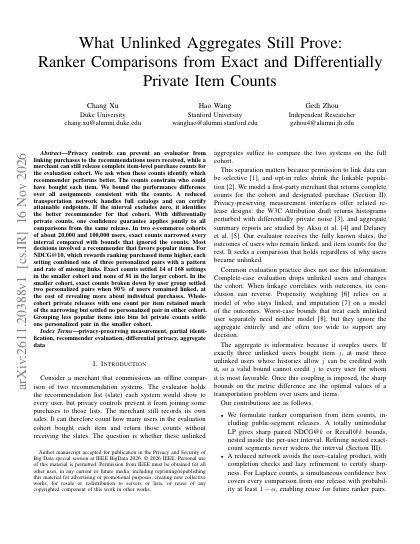 What Unlinked Aggregates Still Prove:
Ranker Comparisons from Exact and Differentially
Private Item Counts
Chang Xu
Duke University
chang.xu@alumni.duke.edu
Hao Wang
Stanford University
wanghao@alumni.stanford.edu
Gedi Zhou
Independent Researcher
gzhou4@alumni.jh.edu
arXiv:2611.20388v1 [cs.IR] 16 Nov 2026
Abstract—Privacy controls can prevent an evaluator from
linking purchases to the recommendations users received, while a
merchant can still release complete item-level purchase counts for
the evaluation cohort. We ask when those counts identify which
recommender performs better. The counts constrain who could
have bought each item. We bound the performance difference
over all assignments consistent with the counts. A reduced
transportation network handles full catalogs and can certify
attainable endpoints. If the interval excludes zero, it identifies
the better recommender for that cohort. With differentially
private counts, one confidence guarantee applies jointly to all
comparisons from the same releases. In two e-commerce cohorts
of about 20,000 and 100,000 users, exact counts narrowed every
interval compared with bounds that ignored the counts. Most
decisions involved a recommender that favors popular items. For
NDCG@10, which rewards ranking purchased items higher, each
setting combined one of three personalized pairs with a pattern
and rate of missing links. Exact counts settled 14 of 168 settings
in the smaller cohort and none of 81 in the larger cohort. In the
smaller cohort, exact counts broken down by user group settled
two personalized pairs when 90% of users remained linked, at
the cost of revealing more about individual purchases. Whole-
cohort private releases with one count per item retained much
of the narrowing but settled no personalized pair in either cohort.
Grouping less popular items into bins let private counts settle
one personalized pair in the smaller cohort.
Index Terms—privacy-preserving measurement, partial identi-
fication, recommender evaluation, differential privacy, aggregate
data
I. INTRODUCTION
Consider a merchant that commissions an offline compar-
ison of two recommendation systems. The evaluator holds
the recommendation list (slate) each system would show to
every user, but privacy controls prevent it from joining any
purchases to those lists. The merchant still records its own
sales. It can therefore count how many users in the evaluation
cohort bought each item and return those counts without
receiving the slates. The question is whether these unlinked
Author manuscript accepted for publication in the Privacy and Security of
Big Data special session at IEEE BigData 2026. © 2026 IEEE. Personal use
of this material is permitted. Permission from IEEE must be obtained for all
other uses, in any current or future media, including reprinting/republishing
this material for advertising or promotional purposes, creating new collective
works, for resale or redistribution to servers or lists, or reuse of any
copyrighted component of this work in other works.
aggregates suffice to compare the two systems on the full
cohort.
This separation matters because permission to link data can
be selective [1], and opt-in rules shrink the linkable popula-
tion [2]. We model a first-party merchant that returns complete
counts for the cohort and designated purchase (Section II).
Privacy-preserving measurement interfaces offer related re-
lease designs: the W3C Attribution draft returns histograms
perturbed with differentially private noise [3], and aggregate
summary reports are studied by Aksu et al. [4] and Delaney
et al. [5]. Our evaluator receives the fully known slates, the
outcomes of users who remain linked, and item counts for the
rest. It seeks a comparison that holds regardless of why users
became unlinked.
Common evaluation practice does not use this information.
Complete-case evaluation drops unlinked users and changes
the cohort. When linkage correlates with outcomes, its con-
clusion can reverse. Propensity weighting [6] relies on a
model of who stayed linked, and imputation [7] on a model of
outcomes. Worst-case bounds that treat each unlinked user
separately need neither model [8], but they ignore the aggregate
entirely and are often too wide to support any decision.
The aggregate is informative because it couples users. If
exactly three unlinked users bought item j, at most three
unlinked users whose histories allow j can be credited with
it, so a valid bound cannot credit j to every user for whom
it is most favorable. Once this coupling is imposed, the sharp
bounds on the metric difference are the optimal values of a
transportation problem over users and items.
Our contributions are as follows.
• We formulate ranker comparison from item counts,
including public-segment releases. A totally unimodular
LP gives sharp paired NDCG@k or Recall@k bounds,
nested inside the per-user interval. Refining nested exact-
segment counts never widens the interval (Section III).
• A reduced network avoids the user–catalog product, with
completion checks and lazy refinement to certify sharp-
ness. For Laplace counts, a simultaneous confidence box
covers every comparison from one release with probabil-
ity at least 1 − α, enabling reuse for future ranker pairs.